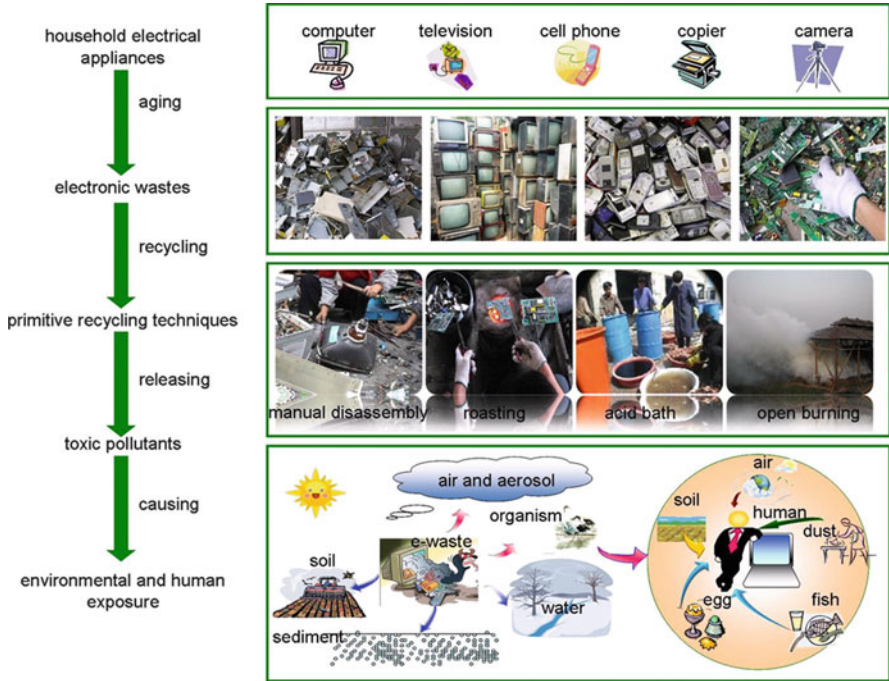 household electrical
appliances
aging
electronic wastes
recycling
primitive recycling techniques
releasing
toxic pollutants
causing
environmental and human
exposure
computer
television
cell phone
copier
camera
manual disassembly
roasting
acid bath
open burning
air and aerosol
organism
e-waste
soil
water
sediment
air
soil
human
dust
egg
fish